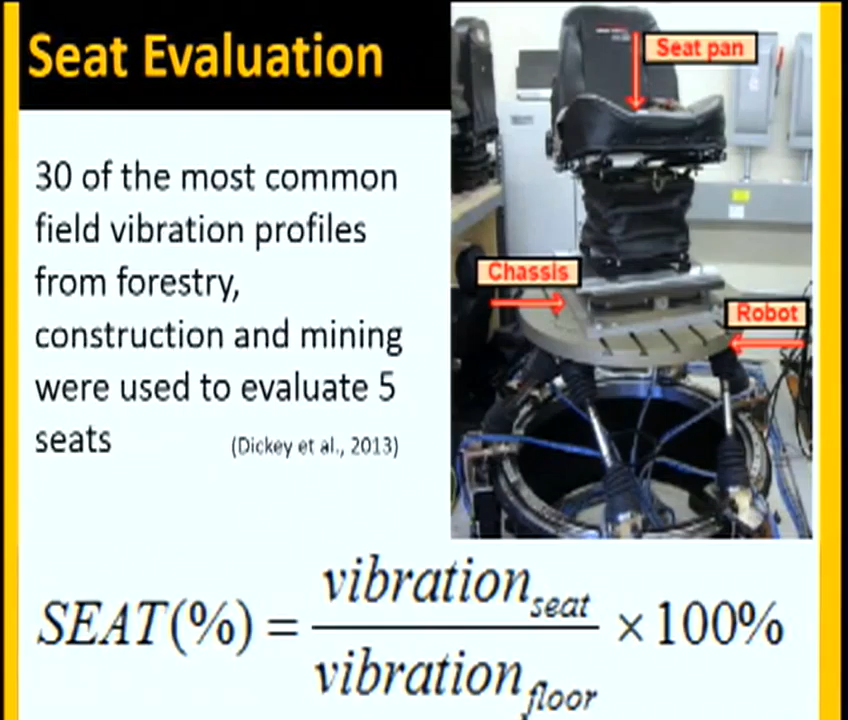 Seat Evaluation
30 of the most common
field vibration profiles
from forestry,
construction and mining
were used to evaluate 5
seats
(Dickey et al., 2013)
Seat pan
Chassis
Robot
SEAT(%) = vibration_seat / vibration_floor × 100%